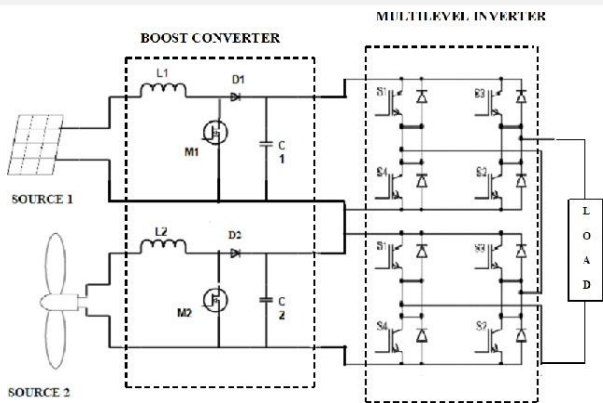 MULTILEVEL INVERTER
BOOST CONVERTER
L1
D1
M1
C
1
SOURCE 1
S1
S3
S4
S2
L2
D2
M2
C
2
SOURCE 2
S1
S3
S4
S2
L
O
A
D